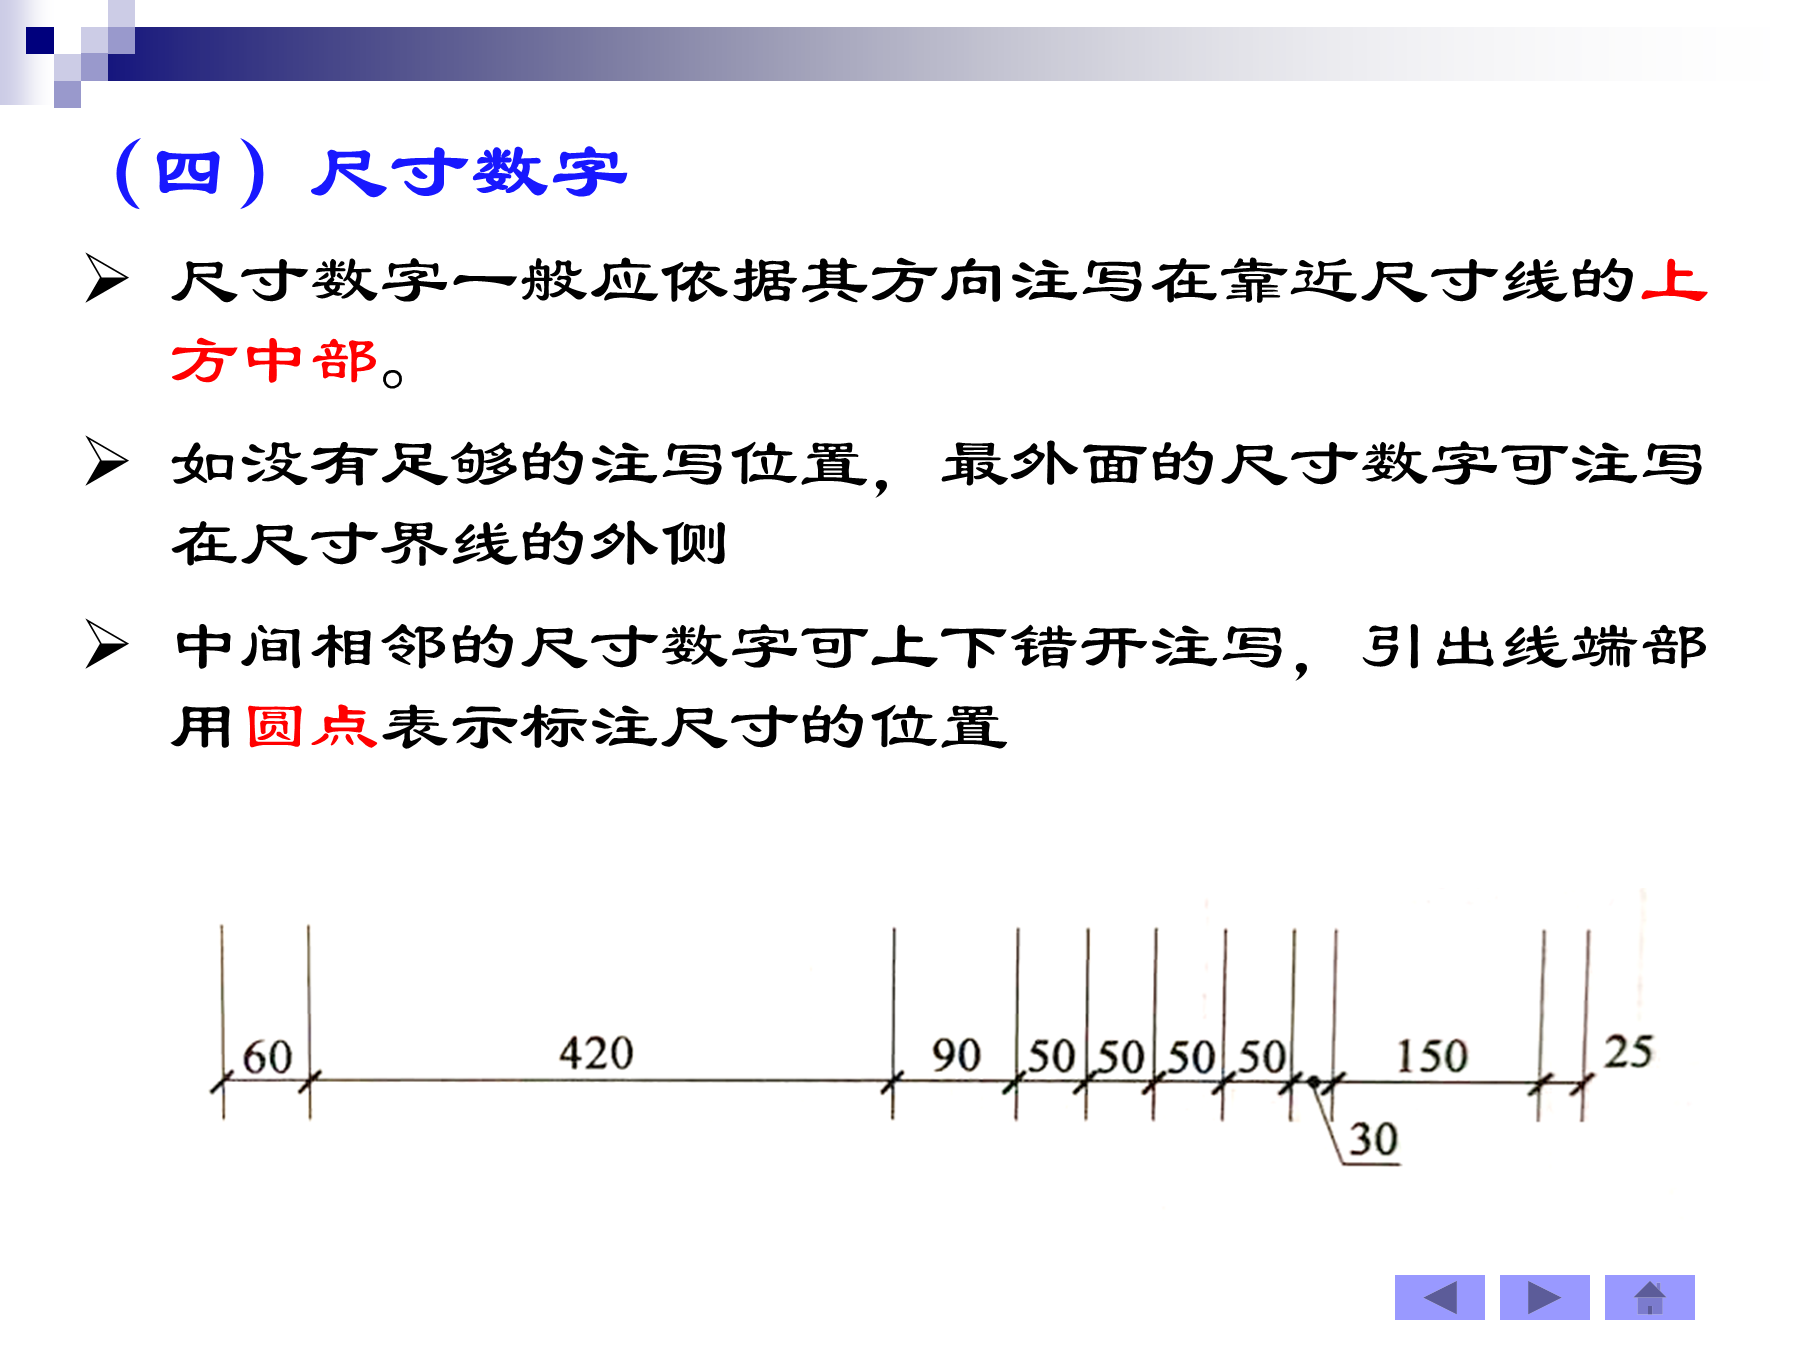 （四）尺寸数字
尺寸数字一般应依据其方向注写在靠近尺寸线的上
方中部。
如没有足够的注写位置，最外面的尺寸数字可注写
在尺寸界线的外侧
中间相邻的尺寸数字可上下错开注写，引出线端部
用圆点表示标注尺寸的位置
60 420 90 50 50 50 50 150 25
30